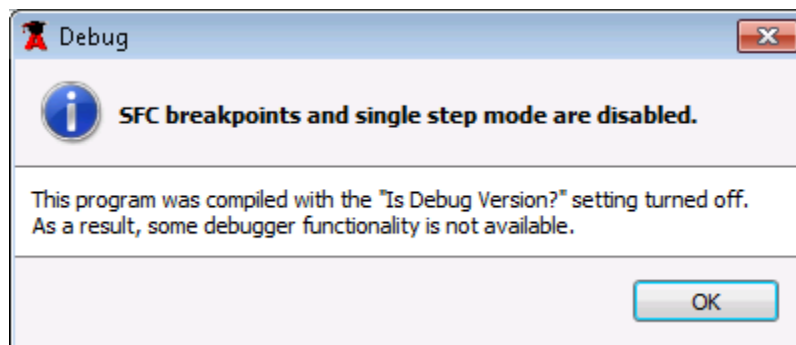 Debug
SFC breakpoints and single step mode are disabled.
This program was compiled with the "Is Debug Version?" setting turned off.
As a result, some debugger functionality is not available.
OK